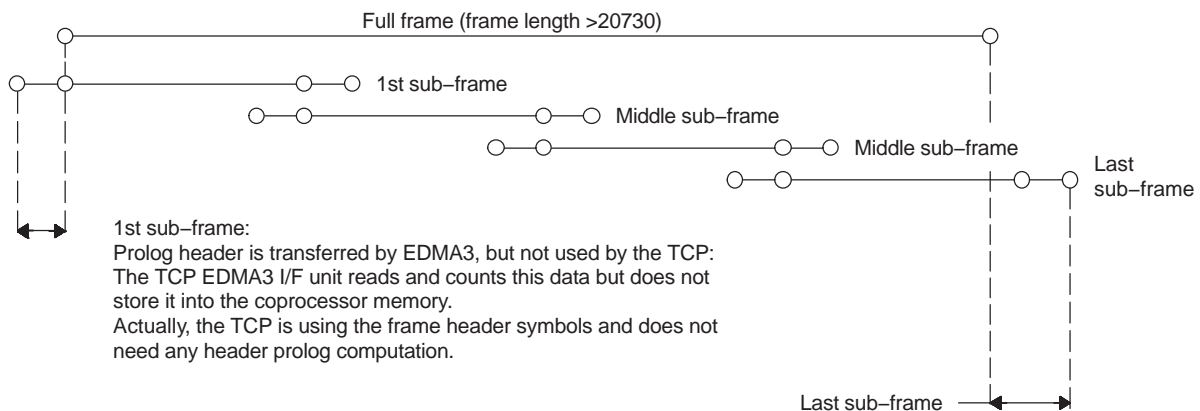 Full frame (frame length >20730)
1st sub−frame
Middle sub−frame
Middle sub−frame
Last
sub−frame
1st sub−frame:
Prolog header is transferred by EDMA3, but not used by the TCP:
The TCP EDMA3 I/F unit reads and counts this data but does not
store it into the coprocessor memory.
Actually, the TCP is using the frame header symbols and does not
need any header prolog computation.
Last sub−frame